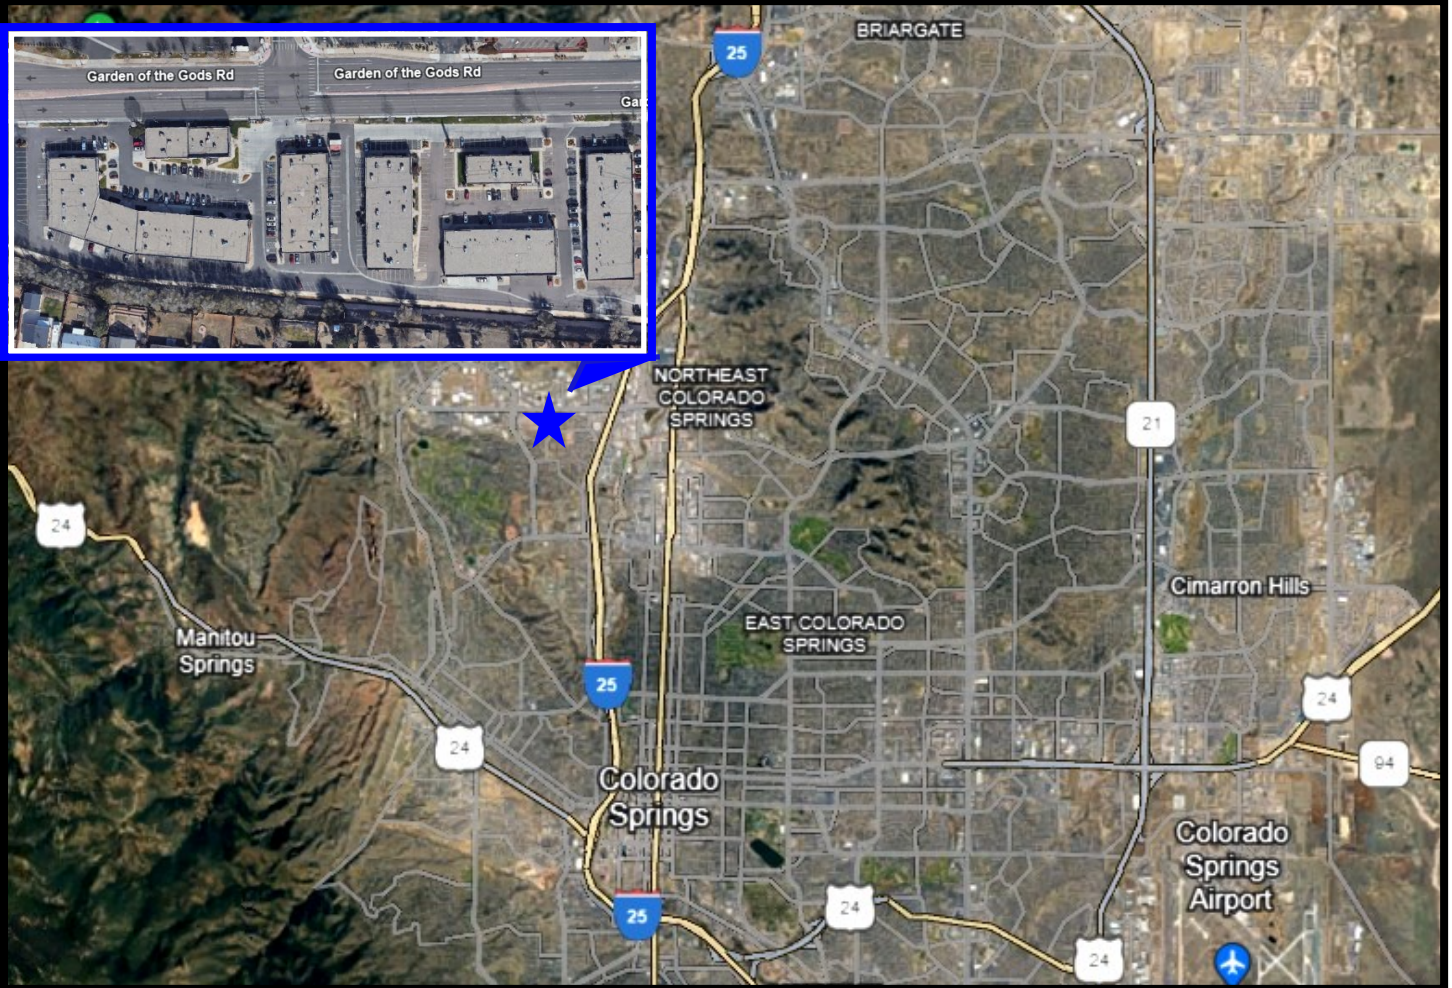 25
BRIARGATE
Garden of the Gods Rd
Garden of the Gods Rd
NORTHEAST
COLORADO
SPRINGS
21
24
Cimarron Hills
Manitou
Springs
EAST COLORADO
SPRINGS
25
24
24
94
Colorado
Springs
Colorado
Springs
Airport
25
24
24